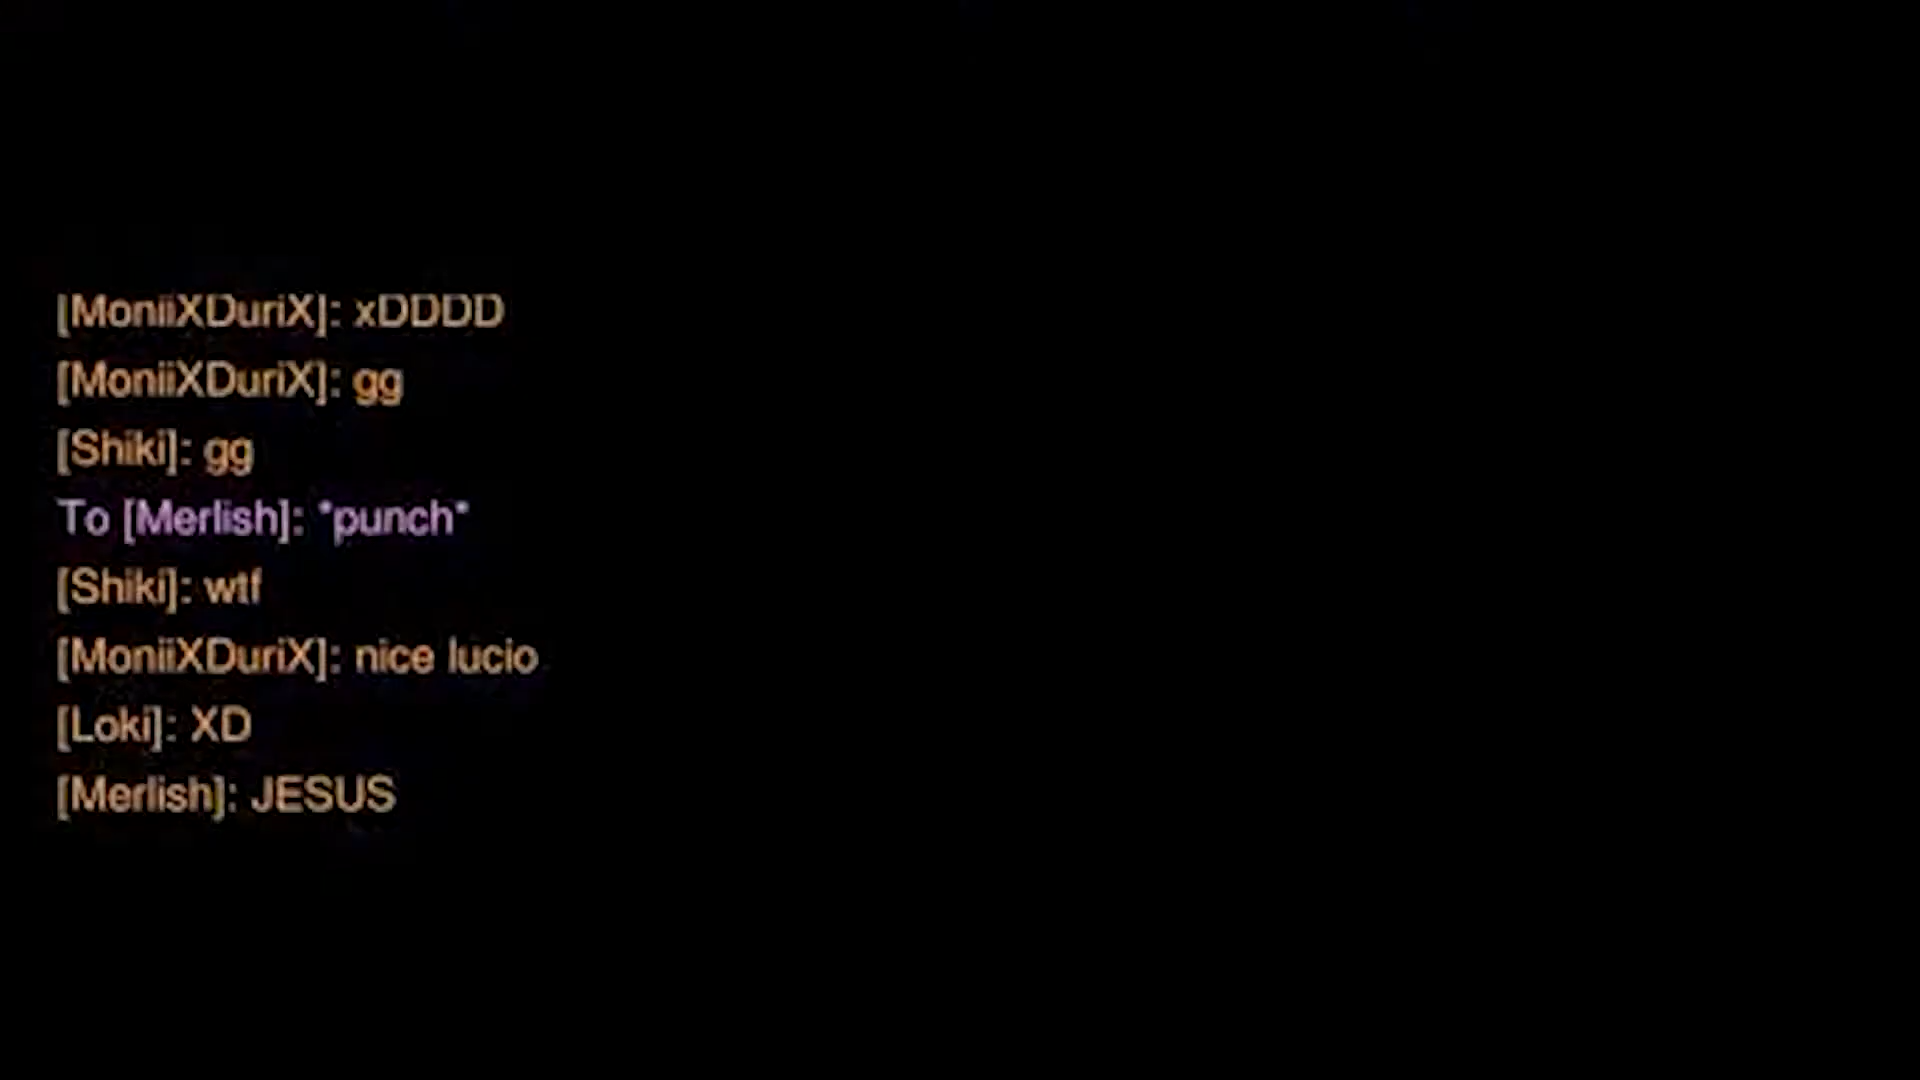 [MoniiXDuriX]: xDDDD
[MoniiXDuriX]: gg
[Shiki]: gg
To [Merlish]: *punch*
[Shiki]: wtf
[MoniiXDuriX]: nice lucio
[Loki]: XD
[Merlish]: JESUS